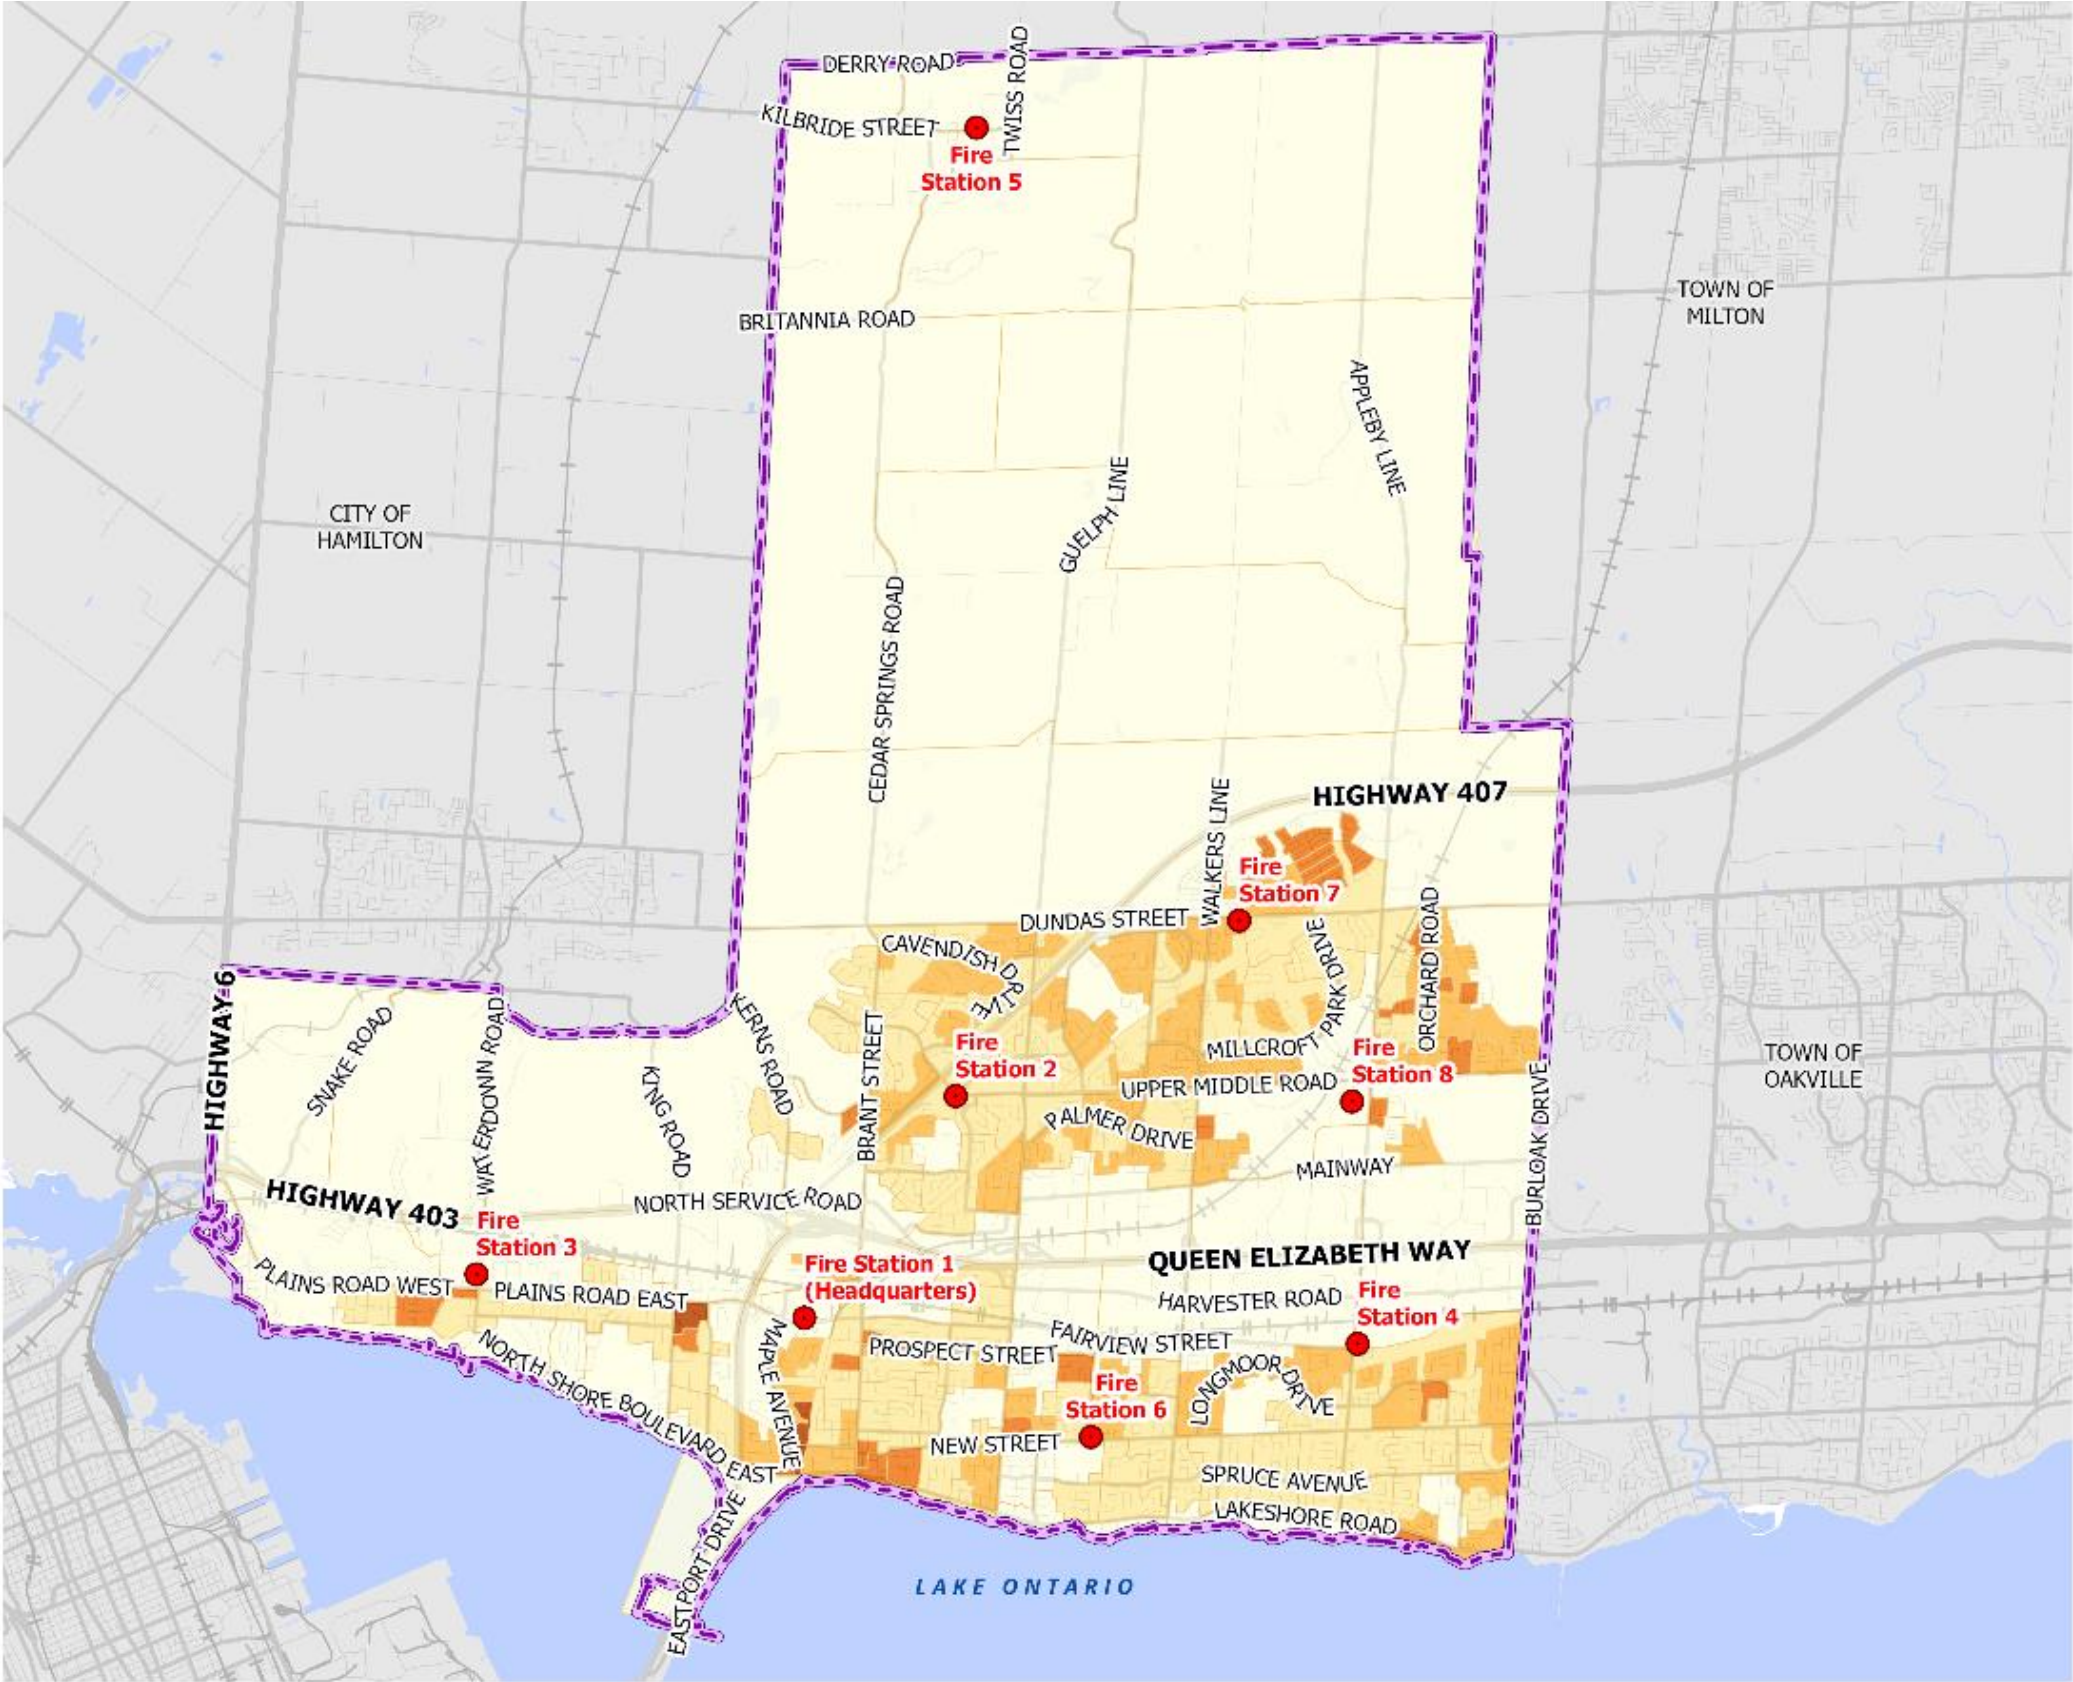 DERRY ROAD
TWISS ROAD
KILBRIDE STREET
Fire
Station 5
TOWN OF
MILTON
BRITANNIA ROAD
APPLEBY LINE
GUELPH LINE
CITY OF
HAMILTON
CEDAR SPRINGS ROAD
HIGHWAY 407
WALKERS LINE
Fire
Station 7
DUNDAS STREET
ORCHARD ROAD
CAVENDISH DRIVE
MILLCROFT PARK DRIVE
HIGHWAY 6
SNAKE ROAD
WATERDOWN ROAD
KERNS ROAD
BRANT STREET
Fire
Station 2
Fire
Station 8
TOWN OF
OAKVILLE
KING ROAD
UPPER MIDDLE ROAD
PALMER DRIVE
BURLOAK DRIVE
MAINWAY
HIGHWAY 403
NORTH SERVICE ROAD
Fire
Station 3
QUEEN ELIZABETH WAY
Fire Station 1
(Headquarters)
PLAINS ROAD WEST
PLAINS ROAD EAST
HARVESTER ROAD
Fire
Station 4
FAIRVIEW STREET
PROSPECT STREET
MAPLE AVENUE
NORTH SHORE BOULEVARD EAST
LONGMOOR DRIVE
Fire
Station 6
NEW STREET
SPRUCE AVENUE
LAKESHORE ROAD
EASTPORT DRIVE
LAKE ONTARIO